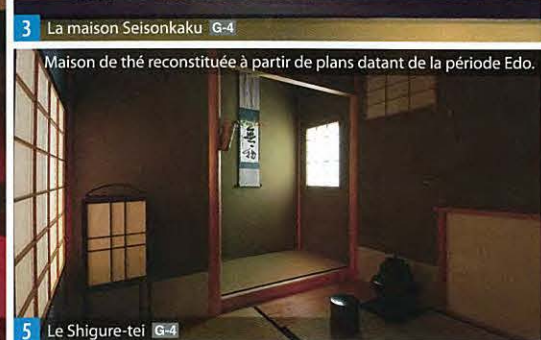 3 La maison Seisonkaku G-4
Maison de thé reconstituée à partir de plans datant de la période Edo.
5 Le Shigure-tei G-4